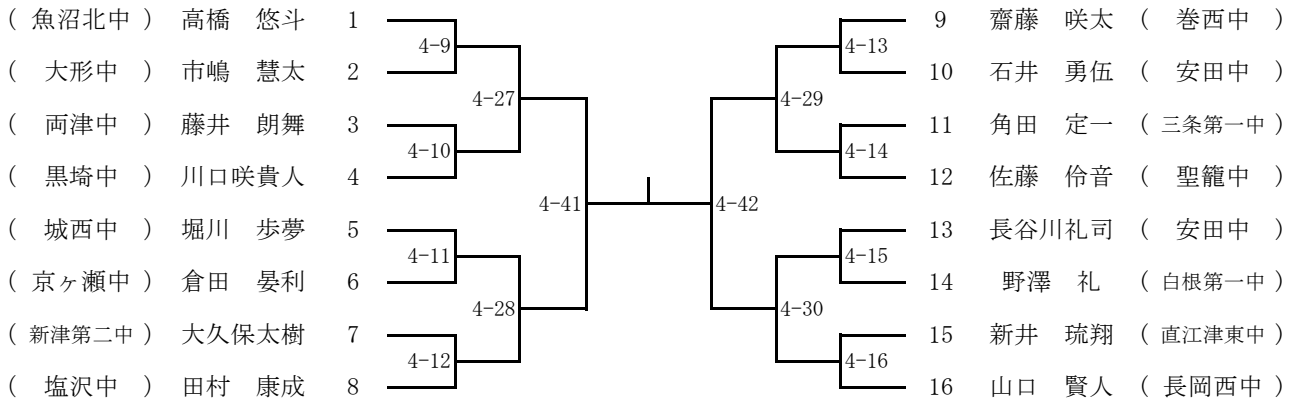 ( 魚沼北中 ) 高橋 悠斗 1 9 齋藤 咲太 ( 巻西中 )
4-9 4-13
( 大形中 ) 市嶋 慧太 2 10 石井 勇伍 ( 安田中 )
4-27 4-29
( 両津中 ) 藤井 朗舞 3 11 角田 定一 ( 三条第一中 )
4-10 4-14
( 黒埼中 ) 川口咲貴人 4 12 佐藤 伶音 ( 聖籠中 )
4-41 4-42
( 城西中 ) 堀川 歩夢 5 13 長谷川礼司 ( 安田中 )
4-11 4-15
( 京ヶ瀬中 ) 倉田 晏利 6 14 野澤 礼 ( 白根第一中 )
4-28 4-30
( 新津第二中 ) 大久保太樹 7 15 新井 琉翔 ( 直江津東中 )
4-12 4-16
( 塩沢中 ) 田村 康成 8 16 山口 賢人 ( 長岡西中 )